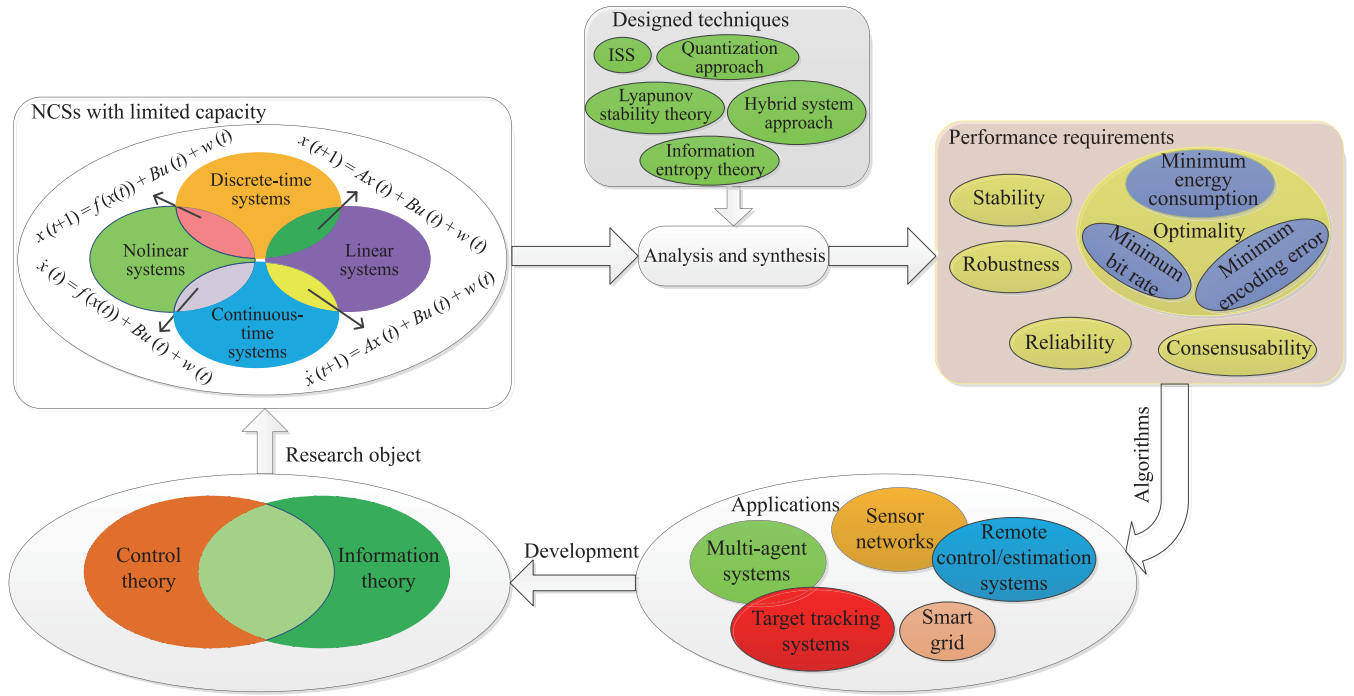 Designed techniques
ISS
Quantization
approach
Lyapunov
stability theory
Hybrid system
approach
Information
entropy theory
NCSs with limited capacity
x(t+1) = f(x(t)) + Bu(t) + w(t)
x(t+1) = Ax(t) + Bu(t) + w(t)
Discrete-time
systems
Nolinear
systems
Linear
systems
Continuous-
time
systems
ẋ(t) = f(x(t)) + Bu(t) + w(t)
ẋ(t+1) = Ax(t) + Bu(t) + w(t)
Analysis and synthesis
Performance requirements
Stability
Robustness
Minimum
energy
consumption
Optimality
Minimum
bit rate
Minimum
encoding error
Reliability
Consensusability
Algorithms
Research object
Control
theory
Information
theory
Development
Applications
Multi-agent
systems
Sensor
networks
Remote
control/estimation
systems
Target tracking
systems
Smart
grid